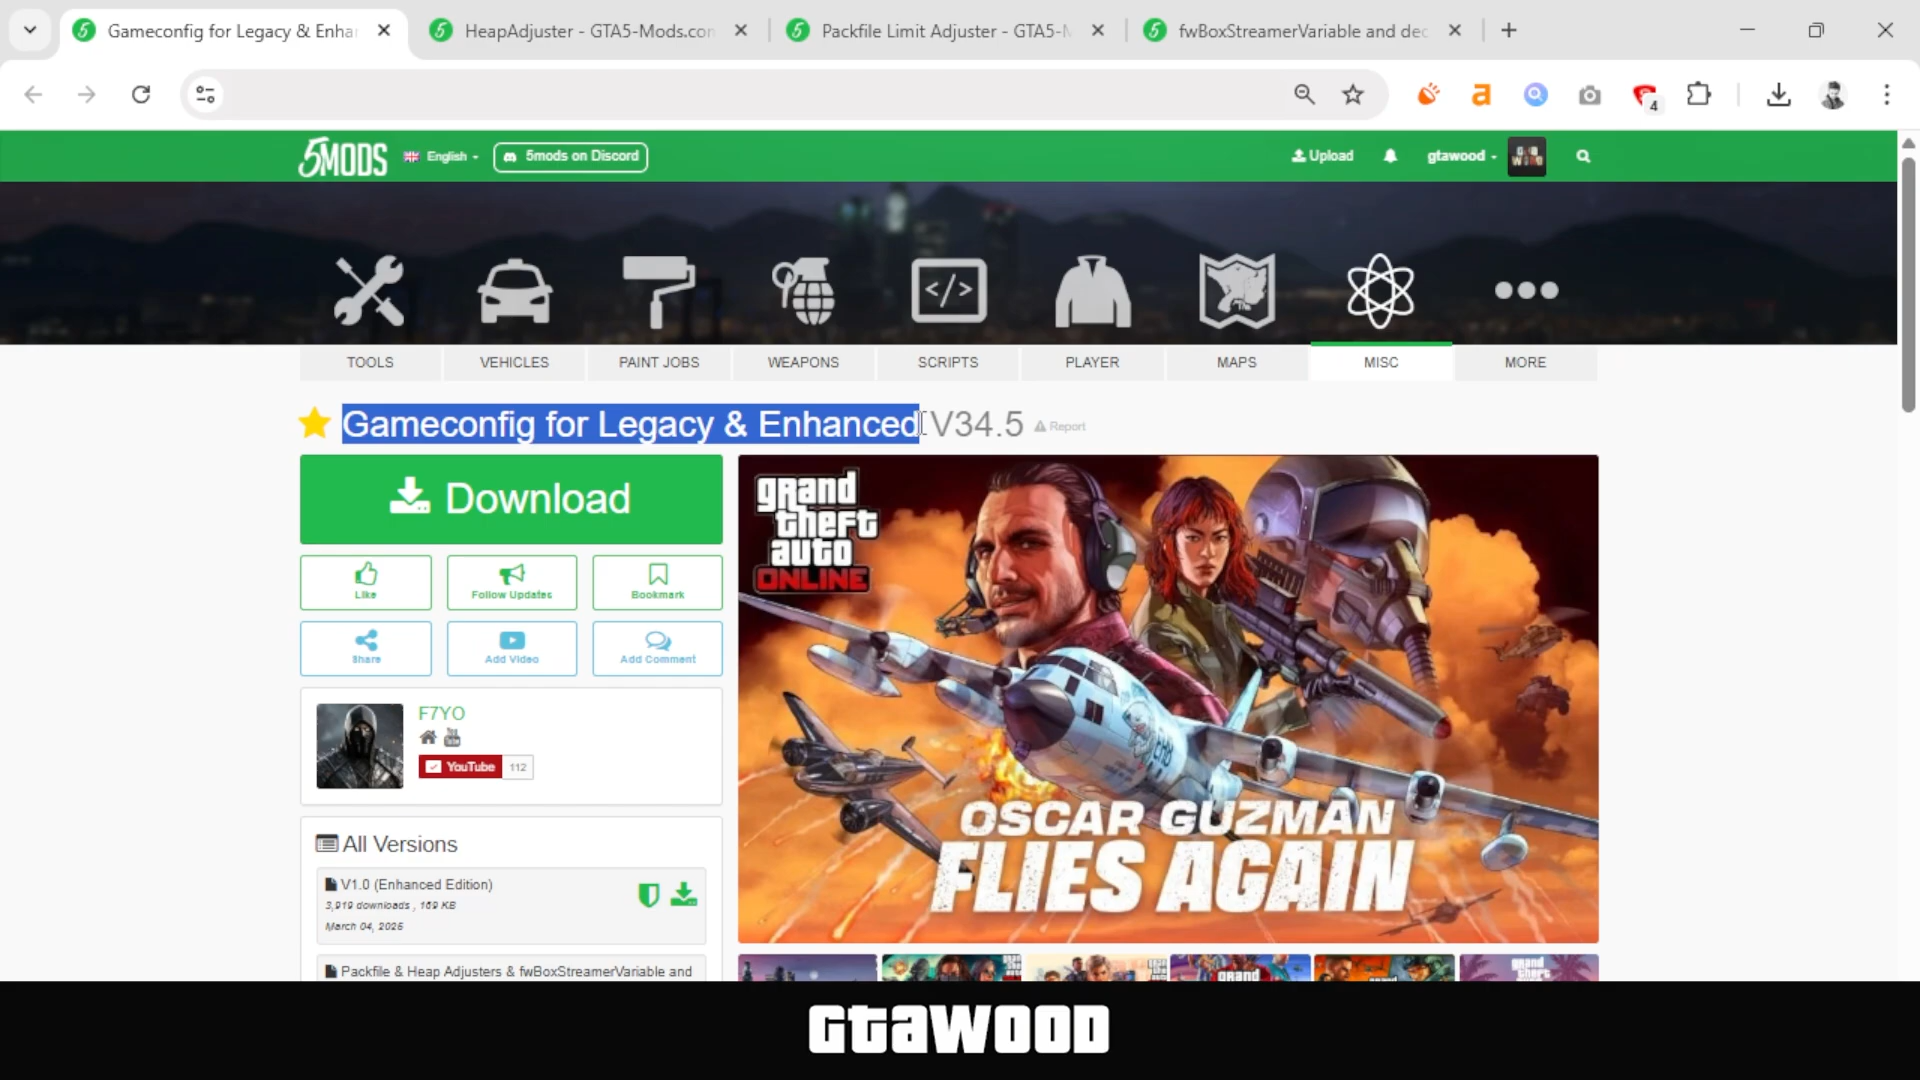 Gameconfig for Legacy & Enha
HeapAdjuster - GTA5-Mods.com
Packfile Limit Adjuster - GTA5-M
fwBoxStreamerVariable and dec
4
5MODS
English
5mods on Discord
Upload
gtawood
TOOLS
VEHICLES
PAINT JOBS
WEAPONS
SCRIPTS
PLAYER
MAPS
MISC
MORE
Gameconfig for Legacy & Enhanced V34.5
Report
Download
Like
Follow Updates
Bookmark
Share
Add Video
Add Comment
F7YO
YouTube 112
All Versions
V1.0 (Enhanced Edition)
3,919 downloads , 169 KB
March 04, 2025
Packfile & Heap Adjusters & fwBoxStreamerVariable and
grand
theft
auto
ONLINE
OSCAR GUZMAN
FLIES AGAIN
GTAWOOD